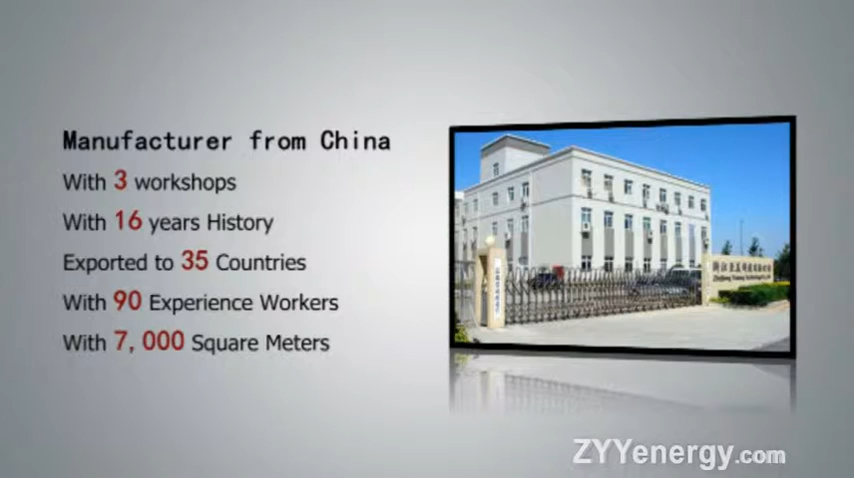 Manufacturer from China
With 3 workshops
With 16 years History
Exported to 35 Countries
With 90 Experience Workers
With 7, 000 Square Meters
ZYYenergy.com